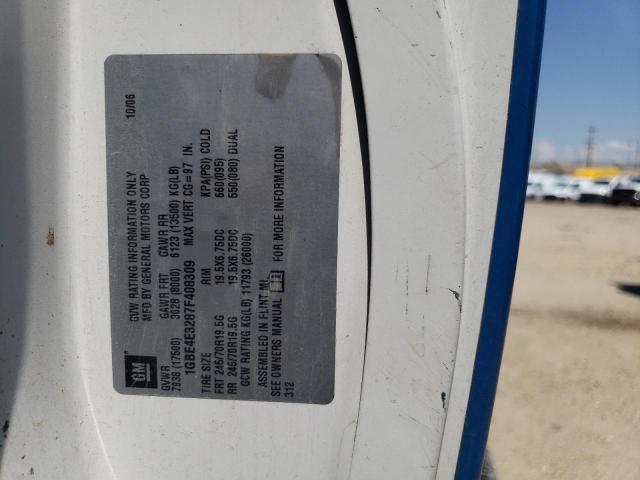 GM
GVW RATING INFORMATION ONLY 10/06
MFD BY GENERAL MOTORS CORP
GVWR GAWR FRT GAWR RR
7938 (17500) 3628 (8000) 6123 (13500) KG(LB)
1GBE4E3287F408309 MAX VERT CG=97 IN.
TIRE SIZE RIM KPA(PSI) COLD
FRT 245/70R19.5G 19.5X6.75DC 660(095)
RR 245/70R19.5G 19.5X6.75DC 550(080) DUAL
GCW RATING KG(LB) 11793 (26000)
ASSEMBLED IN FLINT MI
SEE OWNERS MANUAL FOR MORE INFORMATION
312